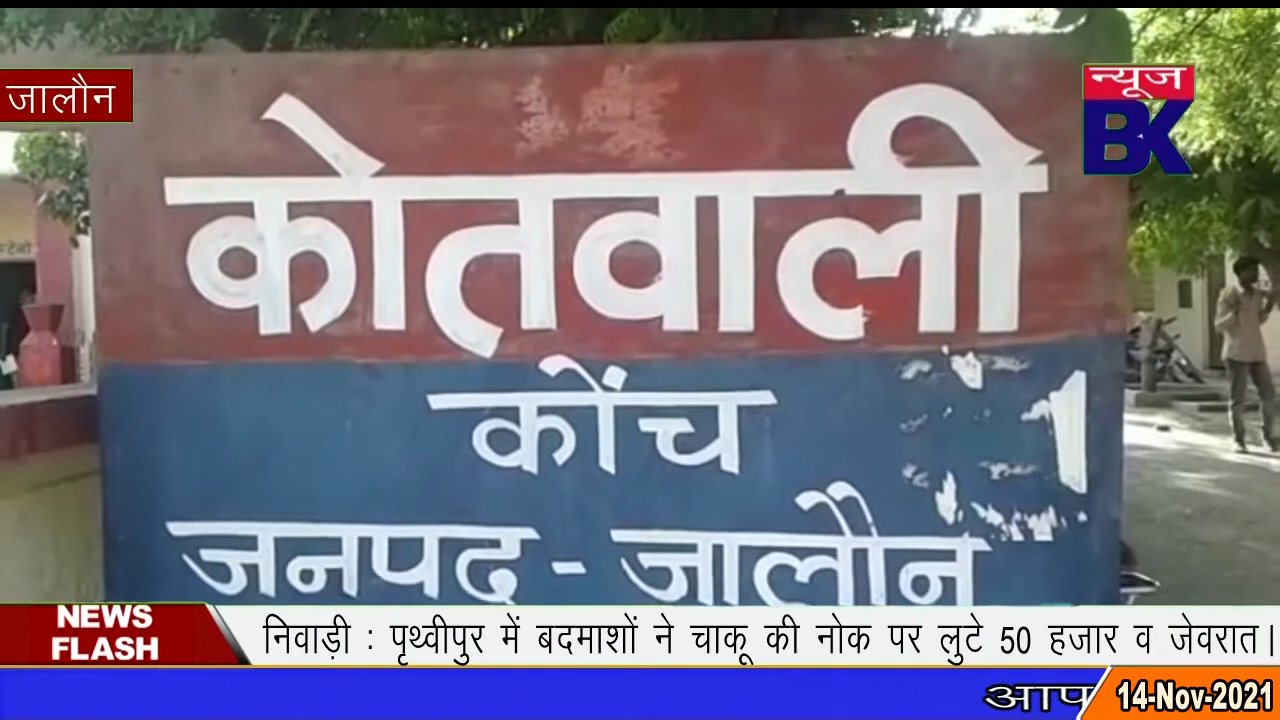 जालौन
न्यूज
BK
कोतवाली
कोंच
जनपद - जालौन
NEWS
FLASH
निवाड़ी : पृथ्वीपुर में बदमाशों ने चाकू की नोक पर लुटे 50 हजार व जेवरात।
आप
14-Nov-2021